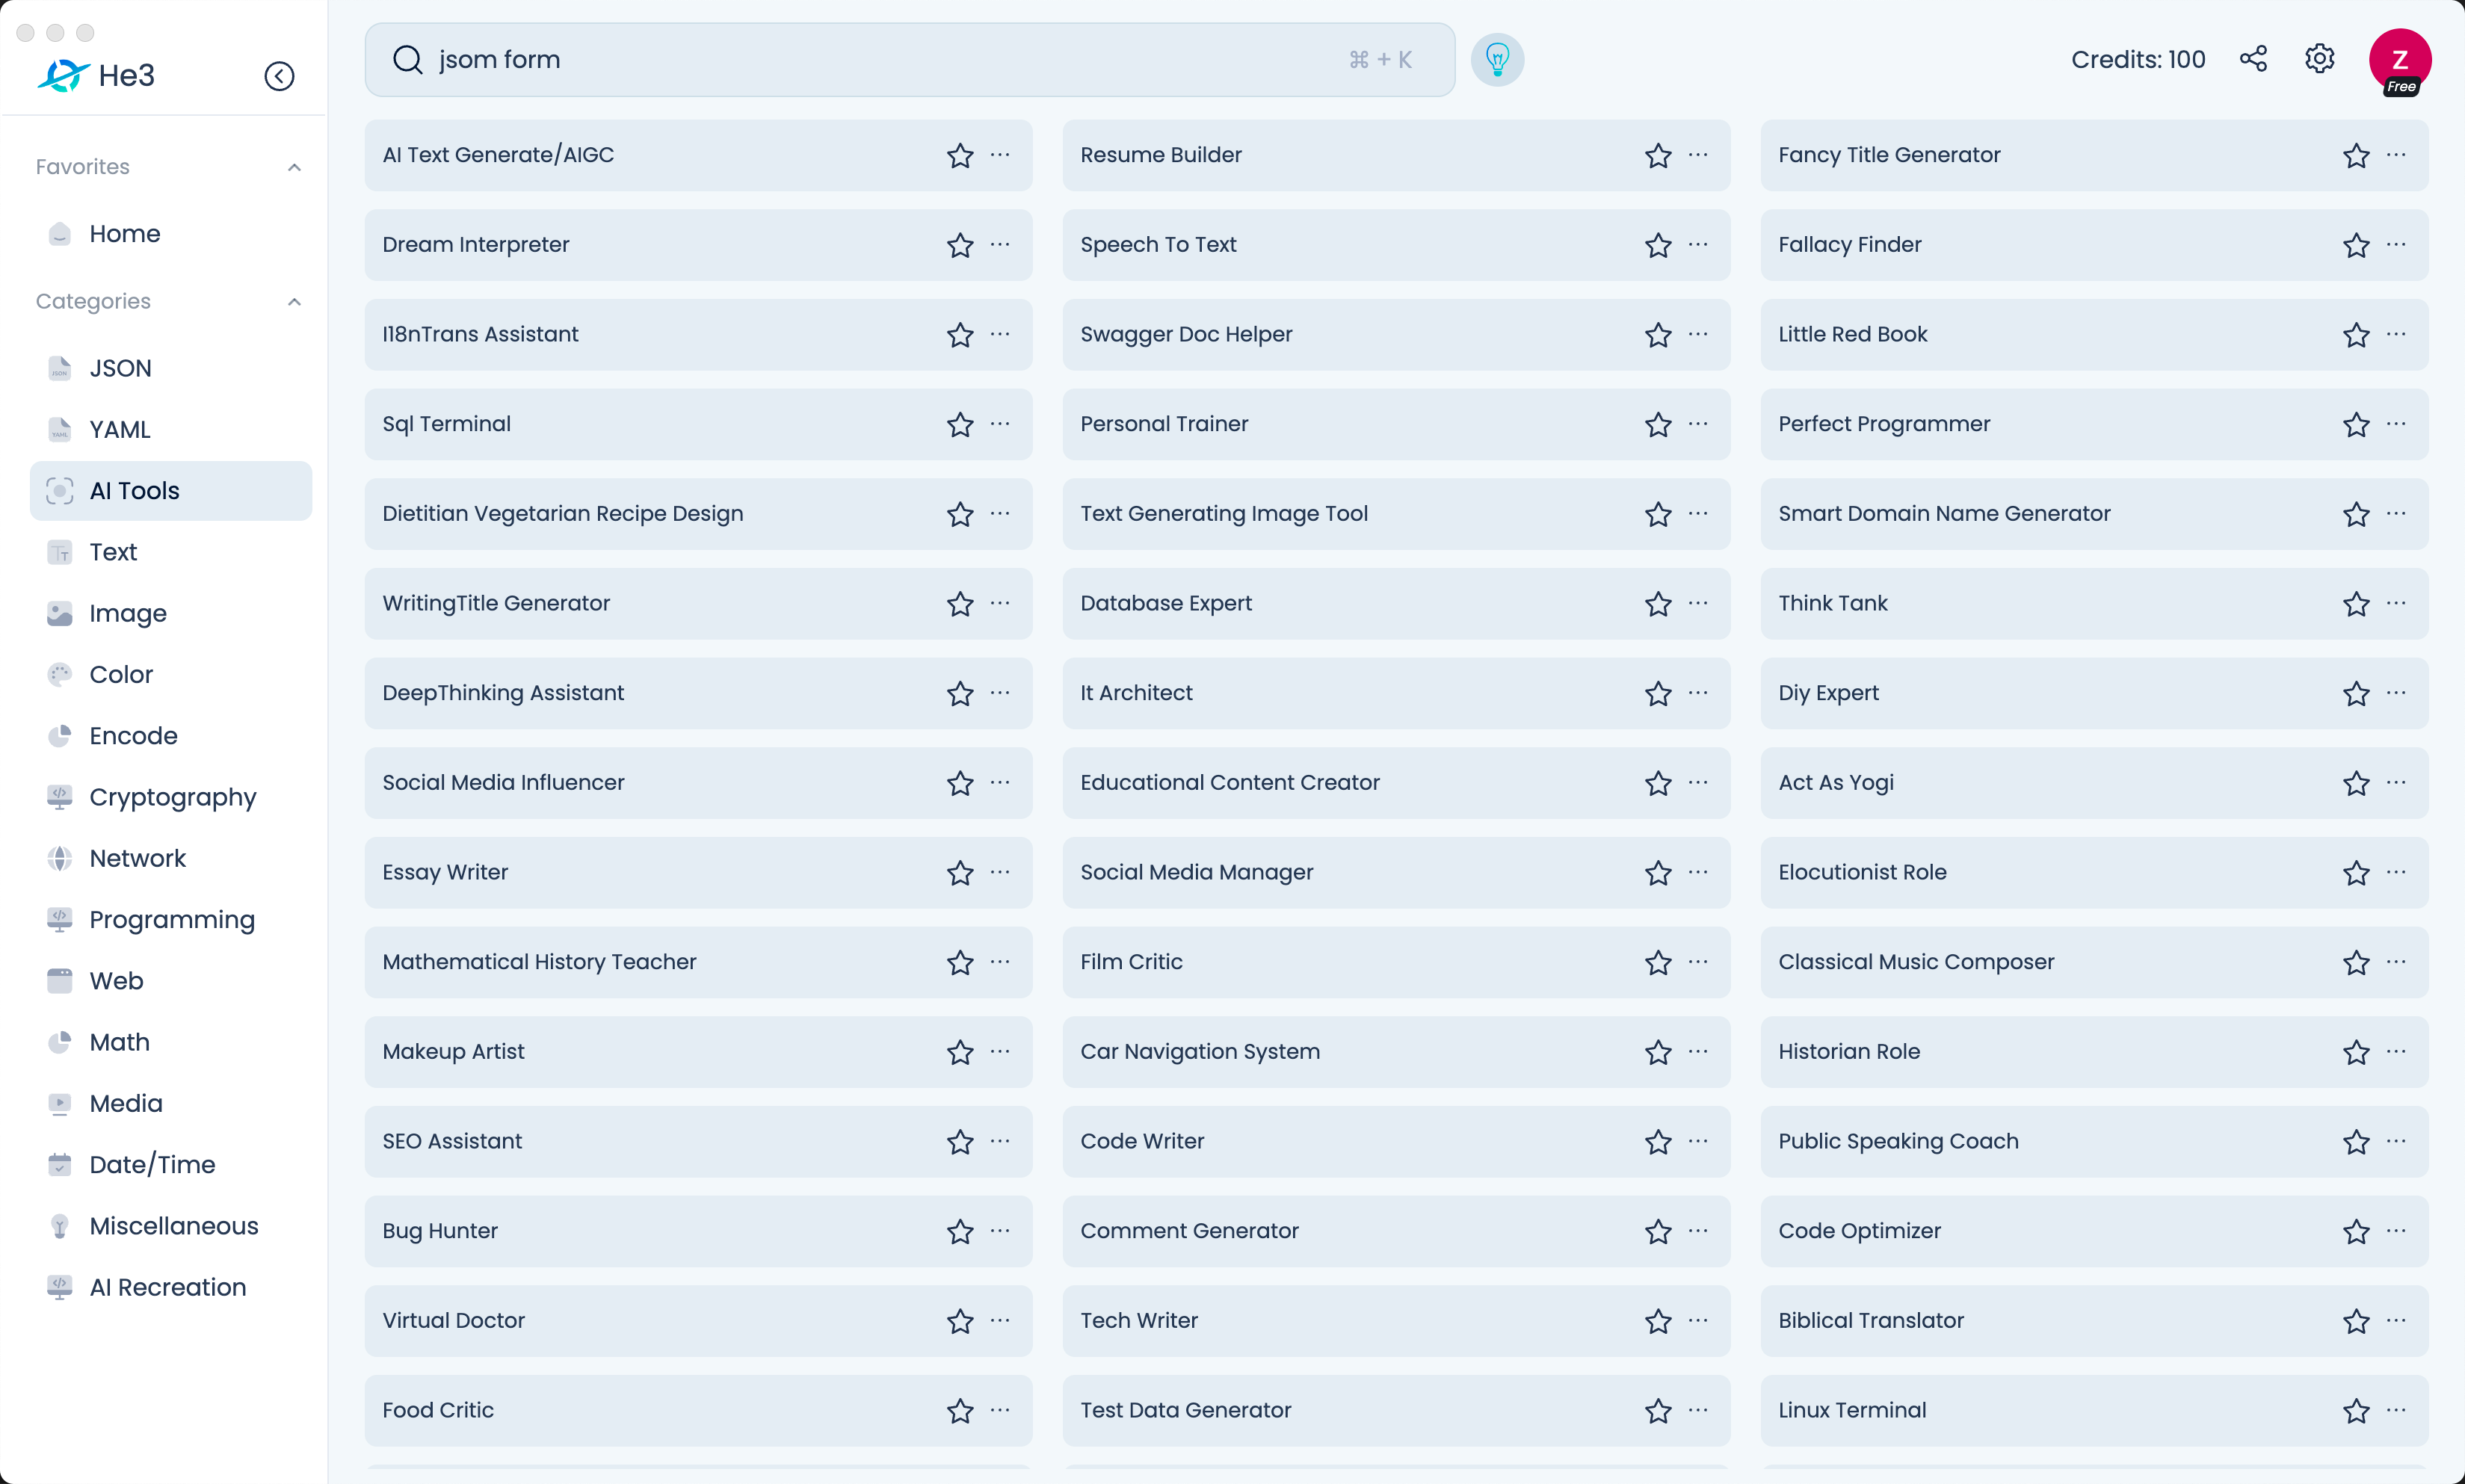 He3
Favorites
Home
Categories
JSON
YAML
AI Tools
Text
Image
Color
Encode
Cryptography
Network
Programming
Web
Math
Media
Date/Time
Miscellaneous
AI Recreation
jsom form
⌘ + K
Credits: 100
Z
Free
AI Text Generate/AIGC
Resume Builder
Fancy Title Generator
Dream Interpreter
Speech To Text
Fallacy Finder
I18nTrans Assistant
Swagger Doc Helper
Little Red Book
Sql Terminal
Personal Trainer
Perfect Programmer
Dietitian Vegetarian Recipe Design
Text Generating Image Tool
Smart Domain Name Generator
WritingTitle Generator
Database Expert
Think Tank
DeepThinking Assistant
It Architect
Diy Expert
Social Media Influencer
Educational Content Creator
Act As Yogi
Essay Writer
Social Media Manager
Elocutionist Role
Mathematical History Teacher
Film Critic
Classical Music Composer
Makeup Artist
Car Navigation System
Historian Role
SEO Assistant
Code Writer
Public Speaking Coach
Bug Hunter
Comment Generator
Code Optimizer
Virtual Doctor
Tech Writer
Biblical Translator
Food Critic
Test Data Generator
Linux Terminal